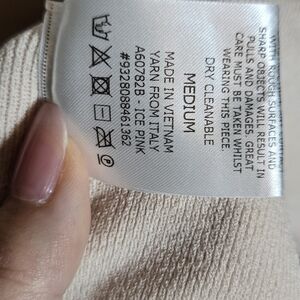 WITH ROUGH SURFACES AND
SHARP OBJECTS WILL RESULT IN
PULLS AND DAMAGES. GREAT
CARE MUST BE TAKEN WHILST
WEARING THIS PIECE.
DRY CLEANABLE
MEDIUM
MADE IN VIETNAM
YARN FROM ITALY
A60782B - ICE PINK
#9328088461362
P